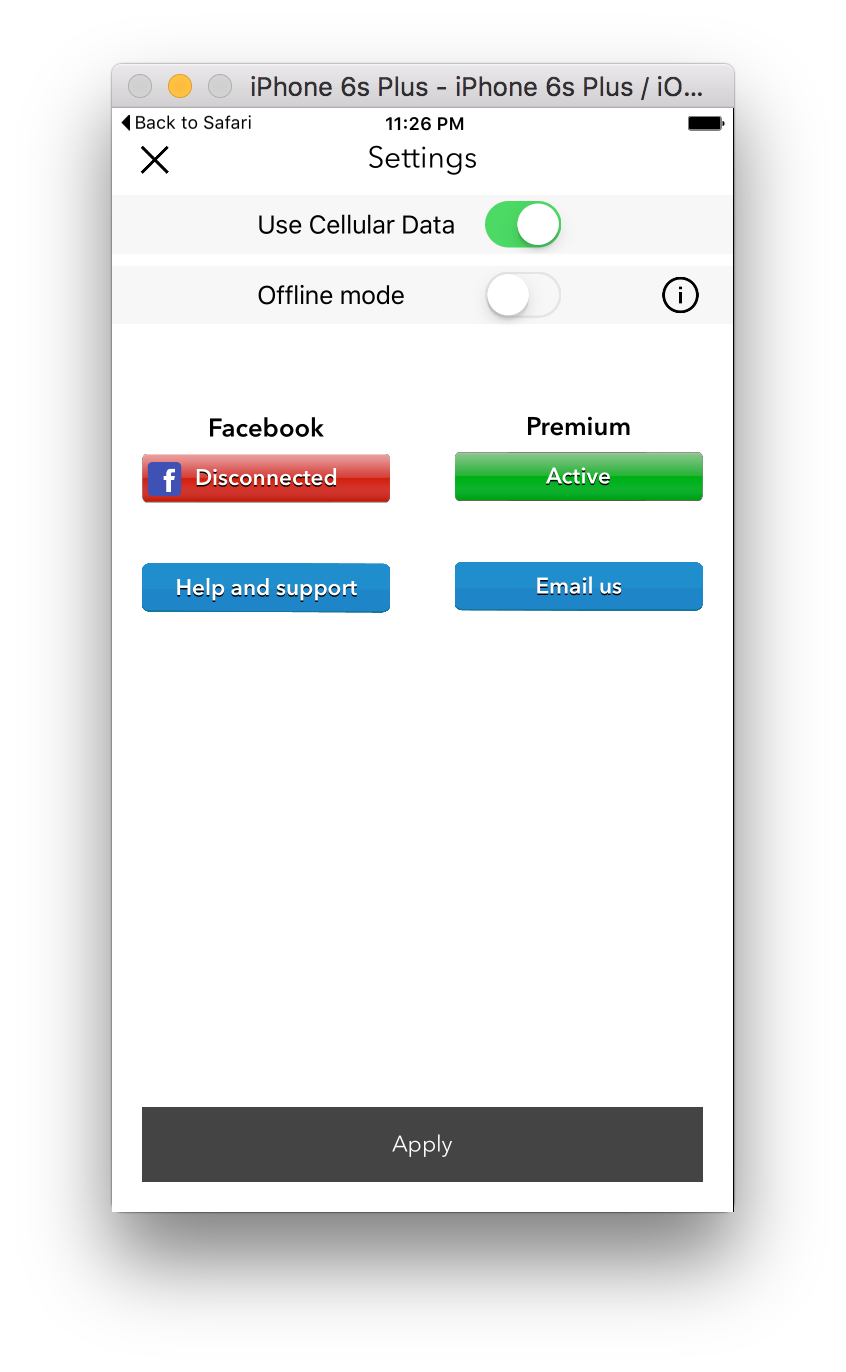 iPhone 6s Plus - iPhone 6s Plus / iO...
Back to Safari
11:26 PM
Settings
Use Cellular Data
Offline mode
i
Facebook
Premium
f Disconnected
Active
Help and support
Email us
Apply